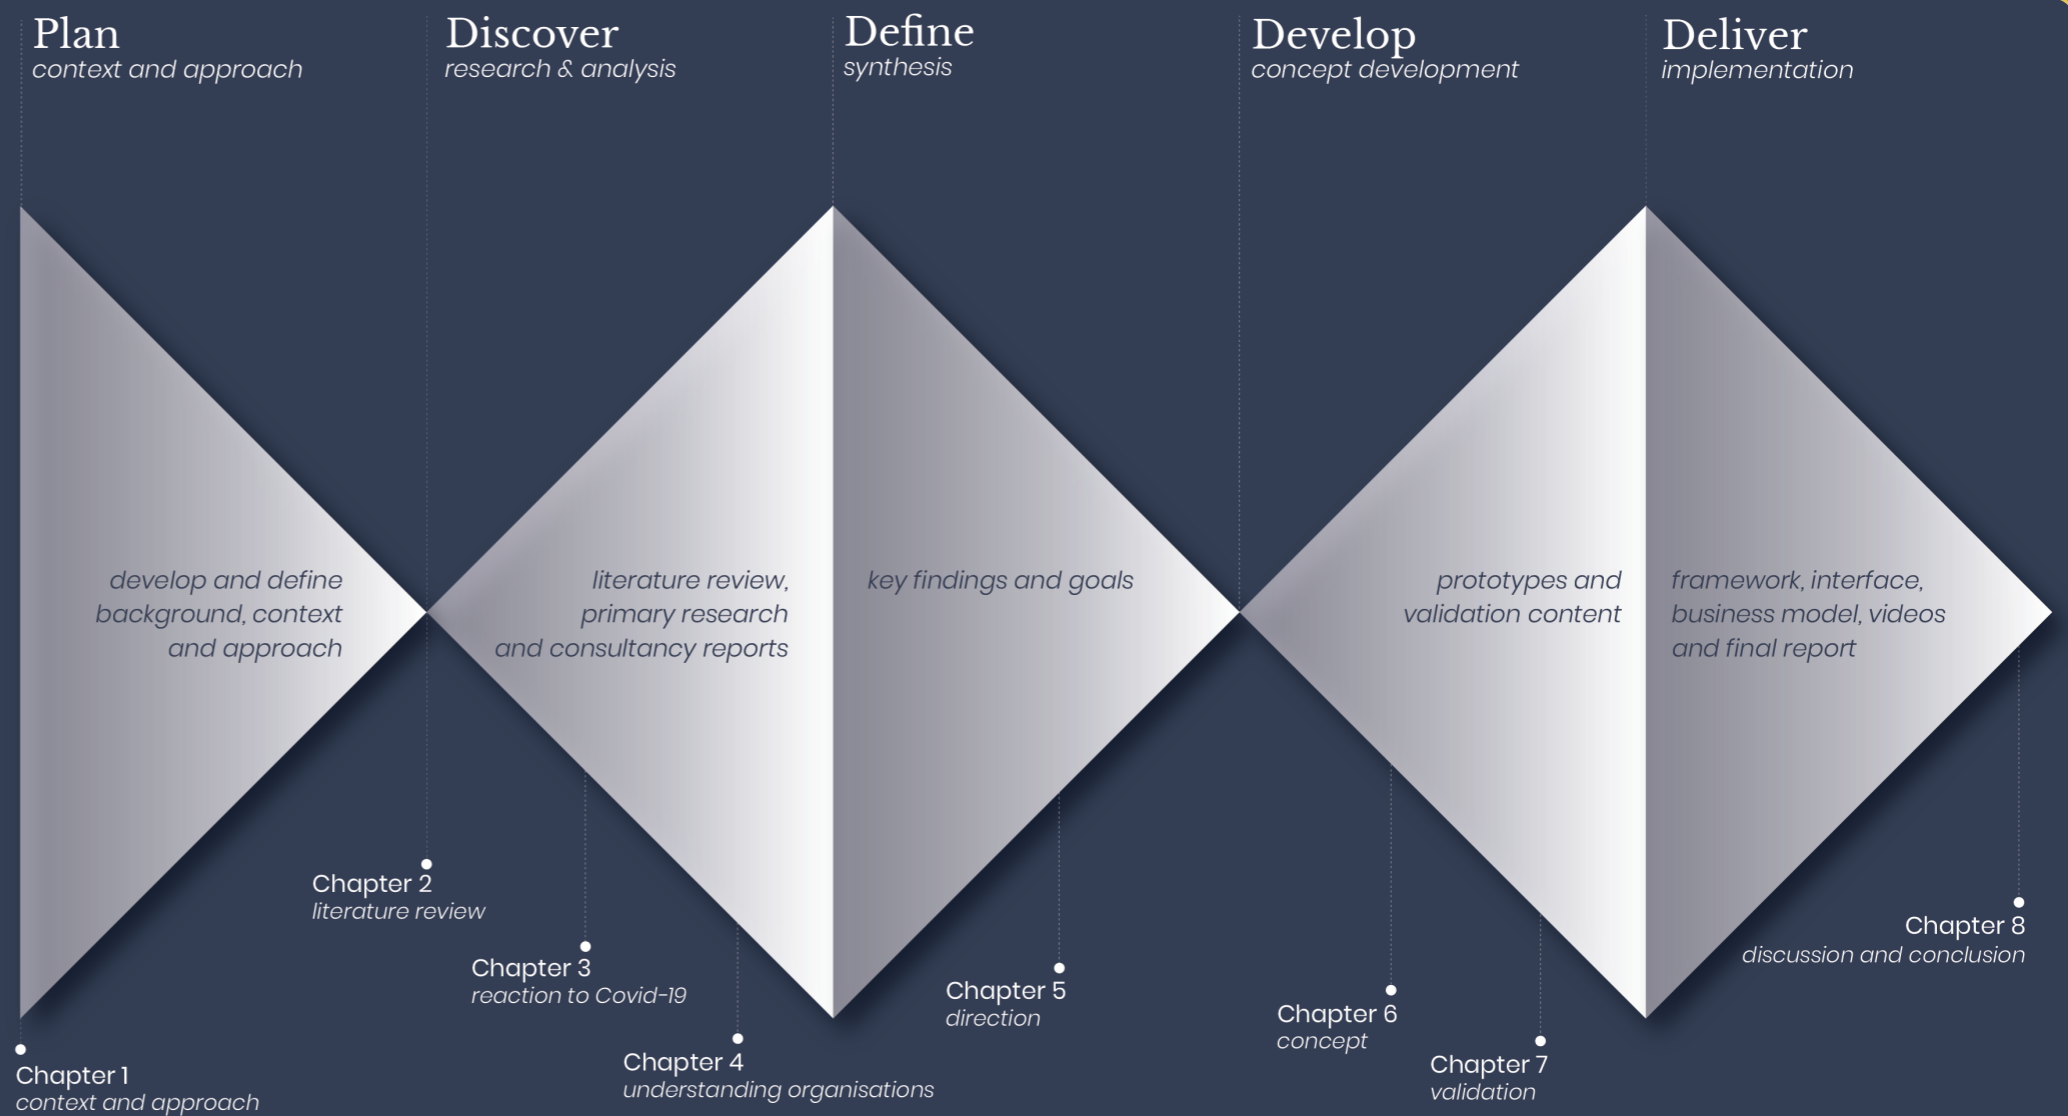 Plan
context and approach
Discover
research & analysis
Define
synthesis
Develop
concept development
Deliver
implementation
develop and define
background, context
and approach
literature review,
primary research
and consultancy reports
key findings and goals
prototypes and
validation content
framework, interface,
business model, videos
and final report
Chapter 1
context and approach
Chapter 2
literature review
Chapter 3
reaction to Covid-19
Chapter 4
understanding organisations
Chapter 5
direction
Chapter 6
concept
Chapter 7
validation
Chapter 8
discussion and conclusion